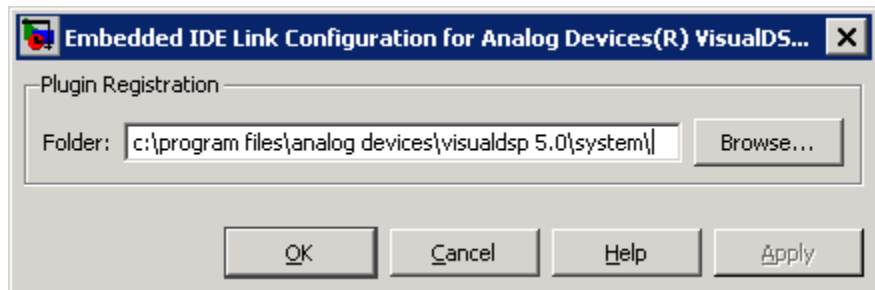 Embedded IDE Link Configuration for Analog Devices(R) VisualDS...
Plugin Registration
Folder: c:\program files\analog devices\visualdsp 5.0\system\ Browse...
OK Cancel Help Apply